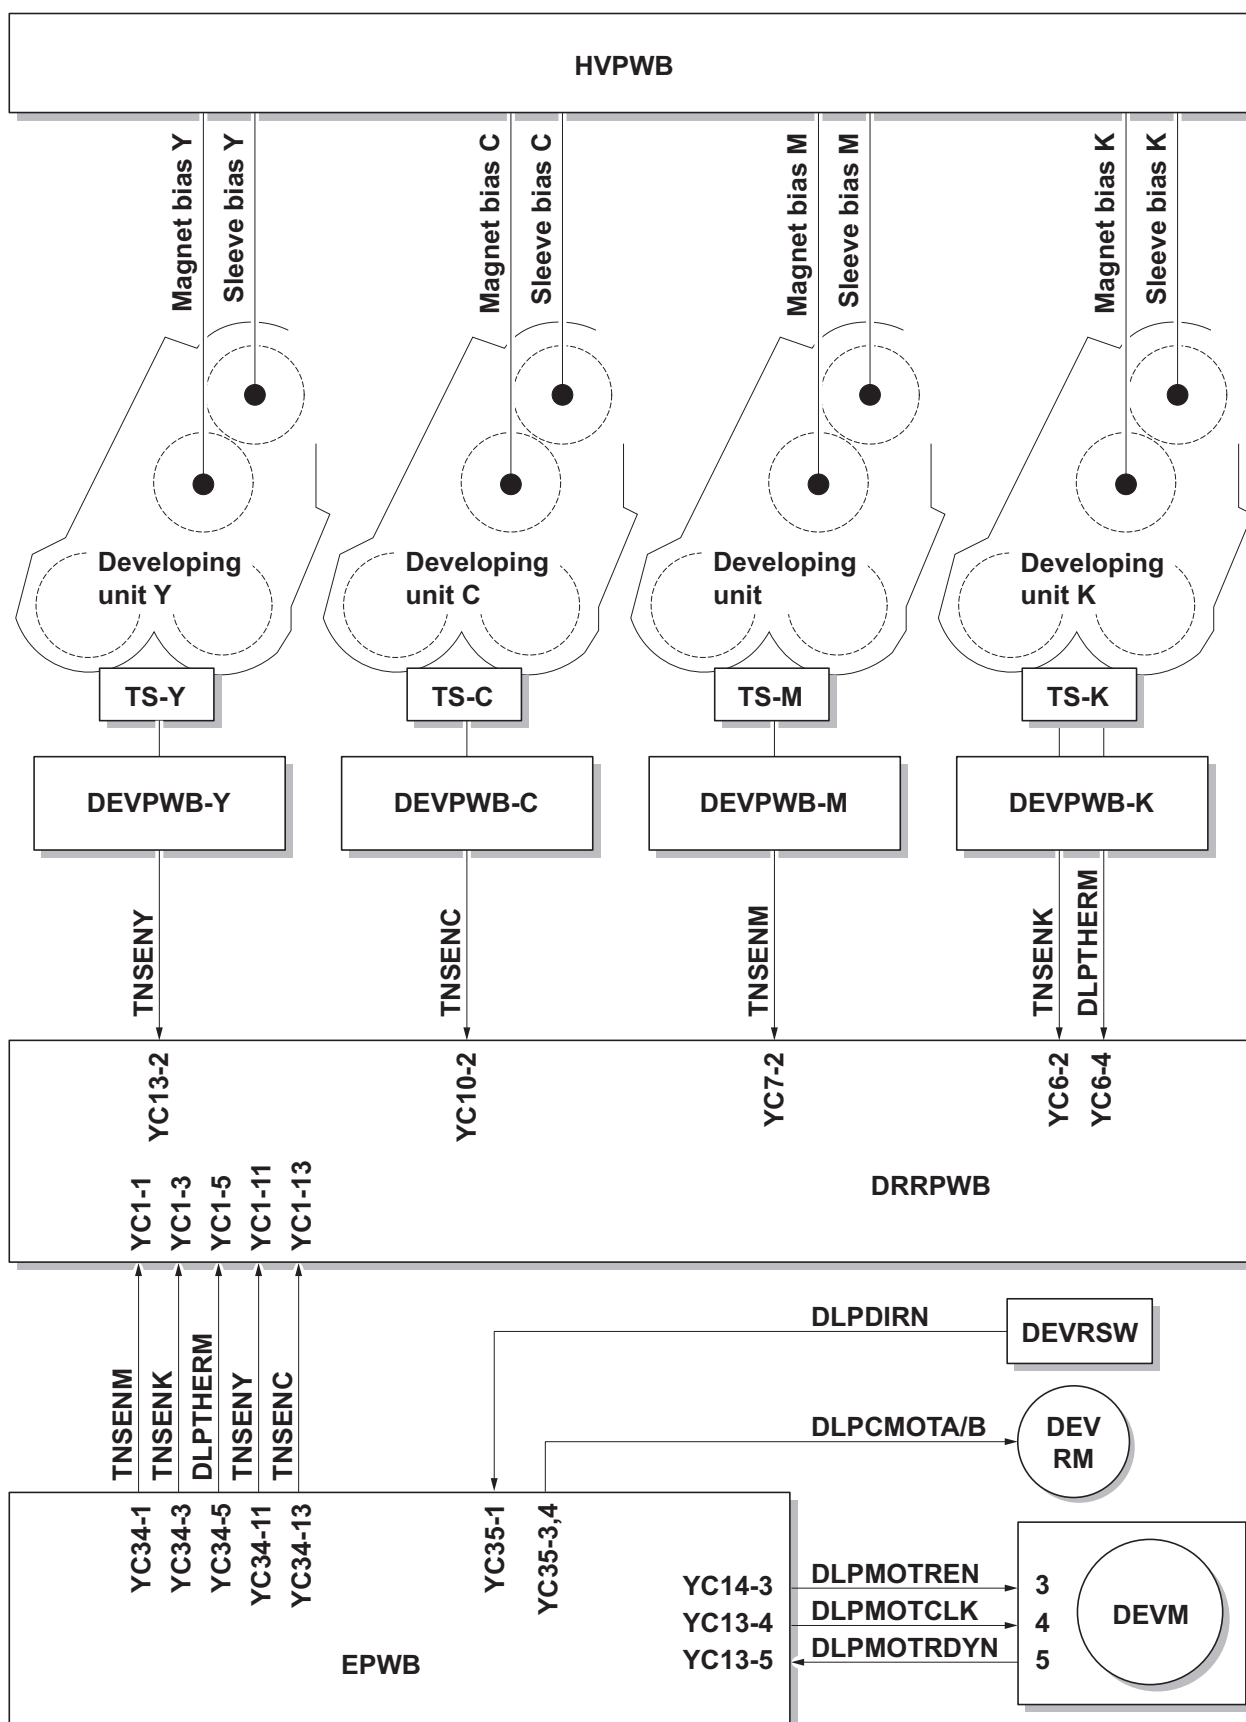 HVPWB
Magnet bias Y
Sleeve bias Y
Magnet bias C
Sleeve bias C
Magnet bias M
Sleeve bias M
Magnet bias K
Sleeve bias K
Developing
unit Y
Developing
unit C
Developing
unit
Developing
unit K
TS-Y
TS-C
TS-M
TS-K
DEVPWB-Y
DEVPWB-C
DEVPWB-M
DEVPWB-K
TNSENY
TNSENC
TNSENM
TNSENK
DLPTHERM
YC13-2
YC10-2
YC7-2
YC6-2
YC6-4
DRRPWB
YC1-1
YC1-3
YC1-5
YC1-11
YC1-13
TNSENM
TNSENK
DLPTHERM
TNSENY
TNSENC
DLPDIRN
DEVRSW
DLPCMOTA/B
DEV
RM
YC34-1
YC34-3
YC34-5
YC34-11
YC34-13
YC35-1
YC35-3,4
YC14-3
DLPMOTREN
3
YC13-4
DLPMOTCLK
4
YC13-5
DLPMOTRDYN
5
DEVM
EPWB